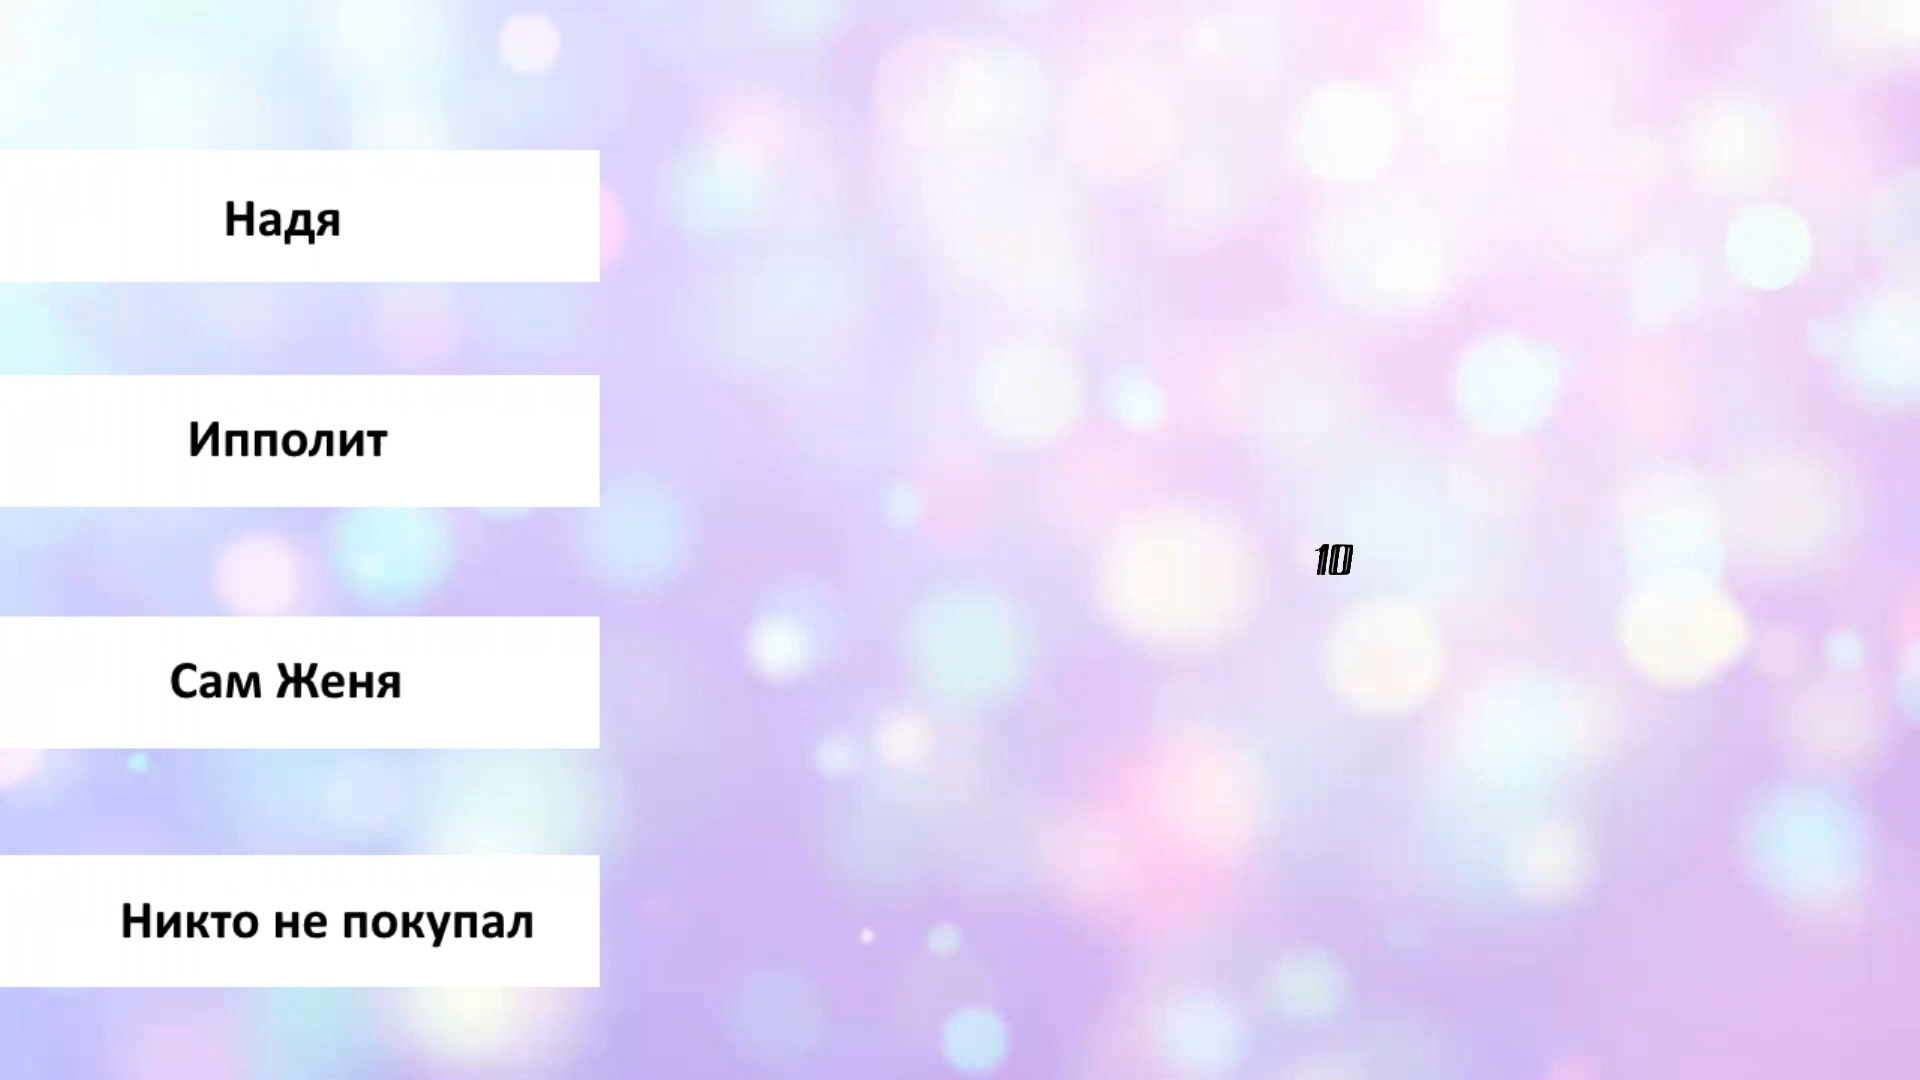 Надя
Ипполит
10
Сам Женя
Никто не покупал